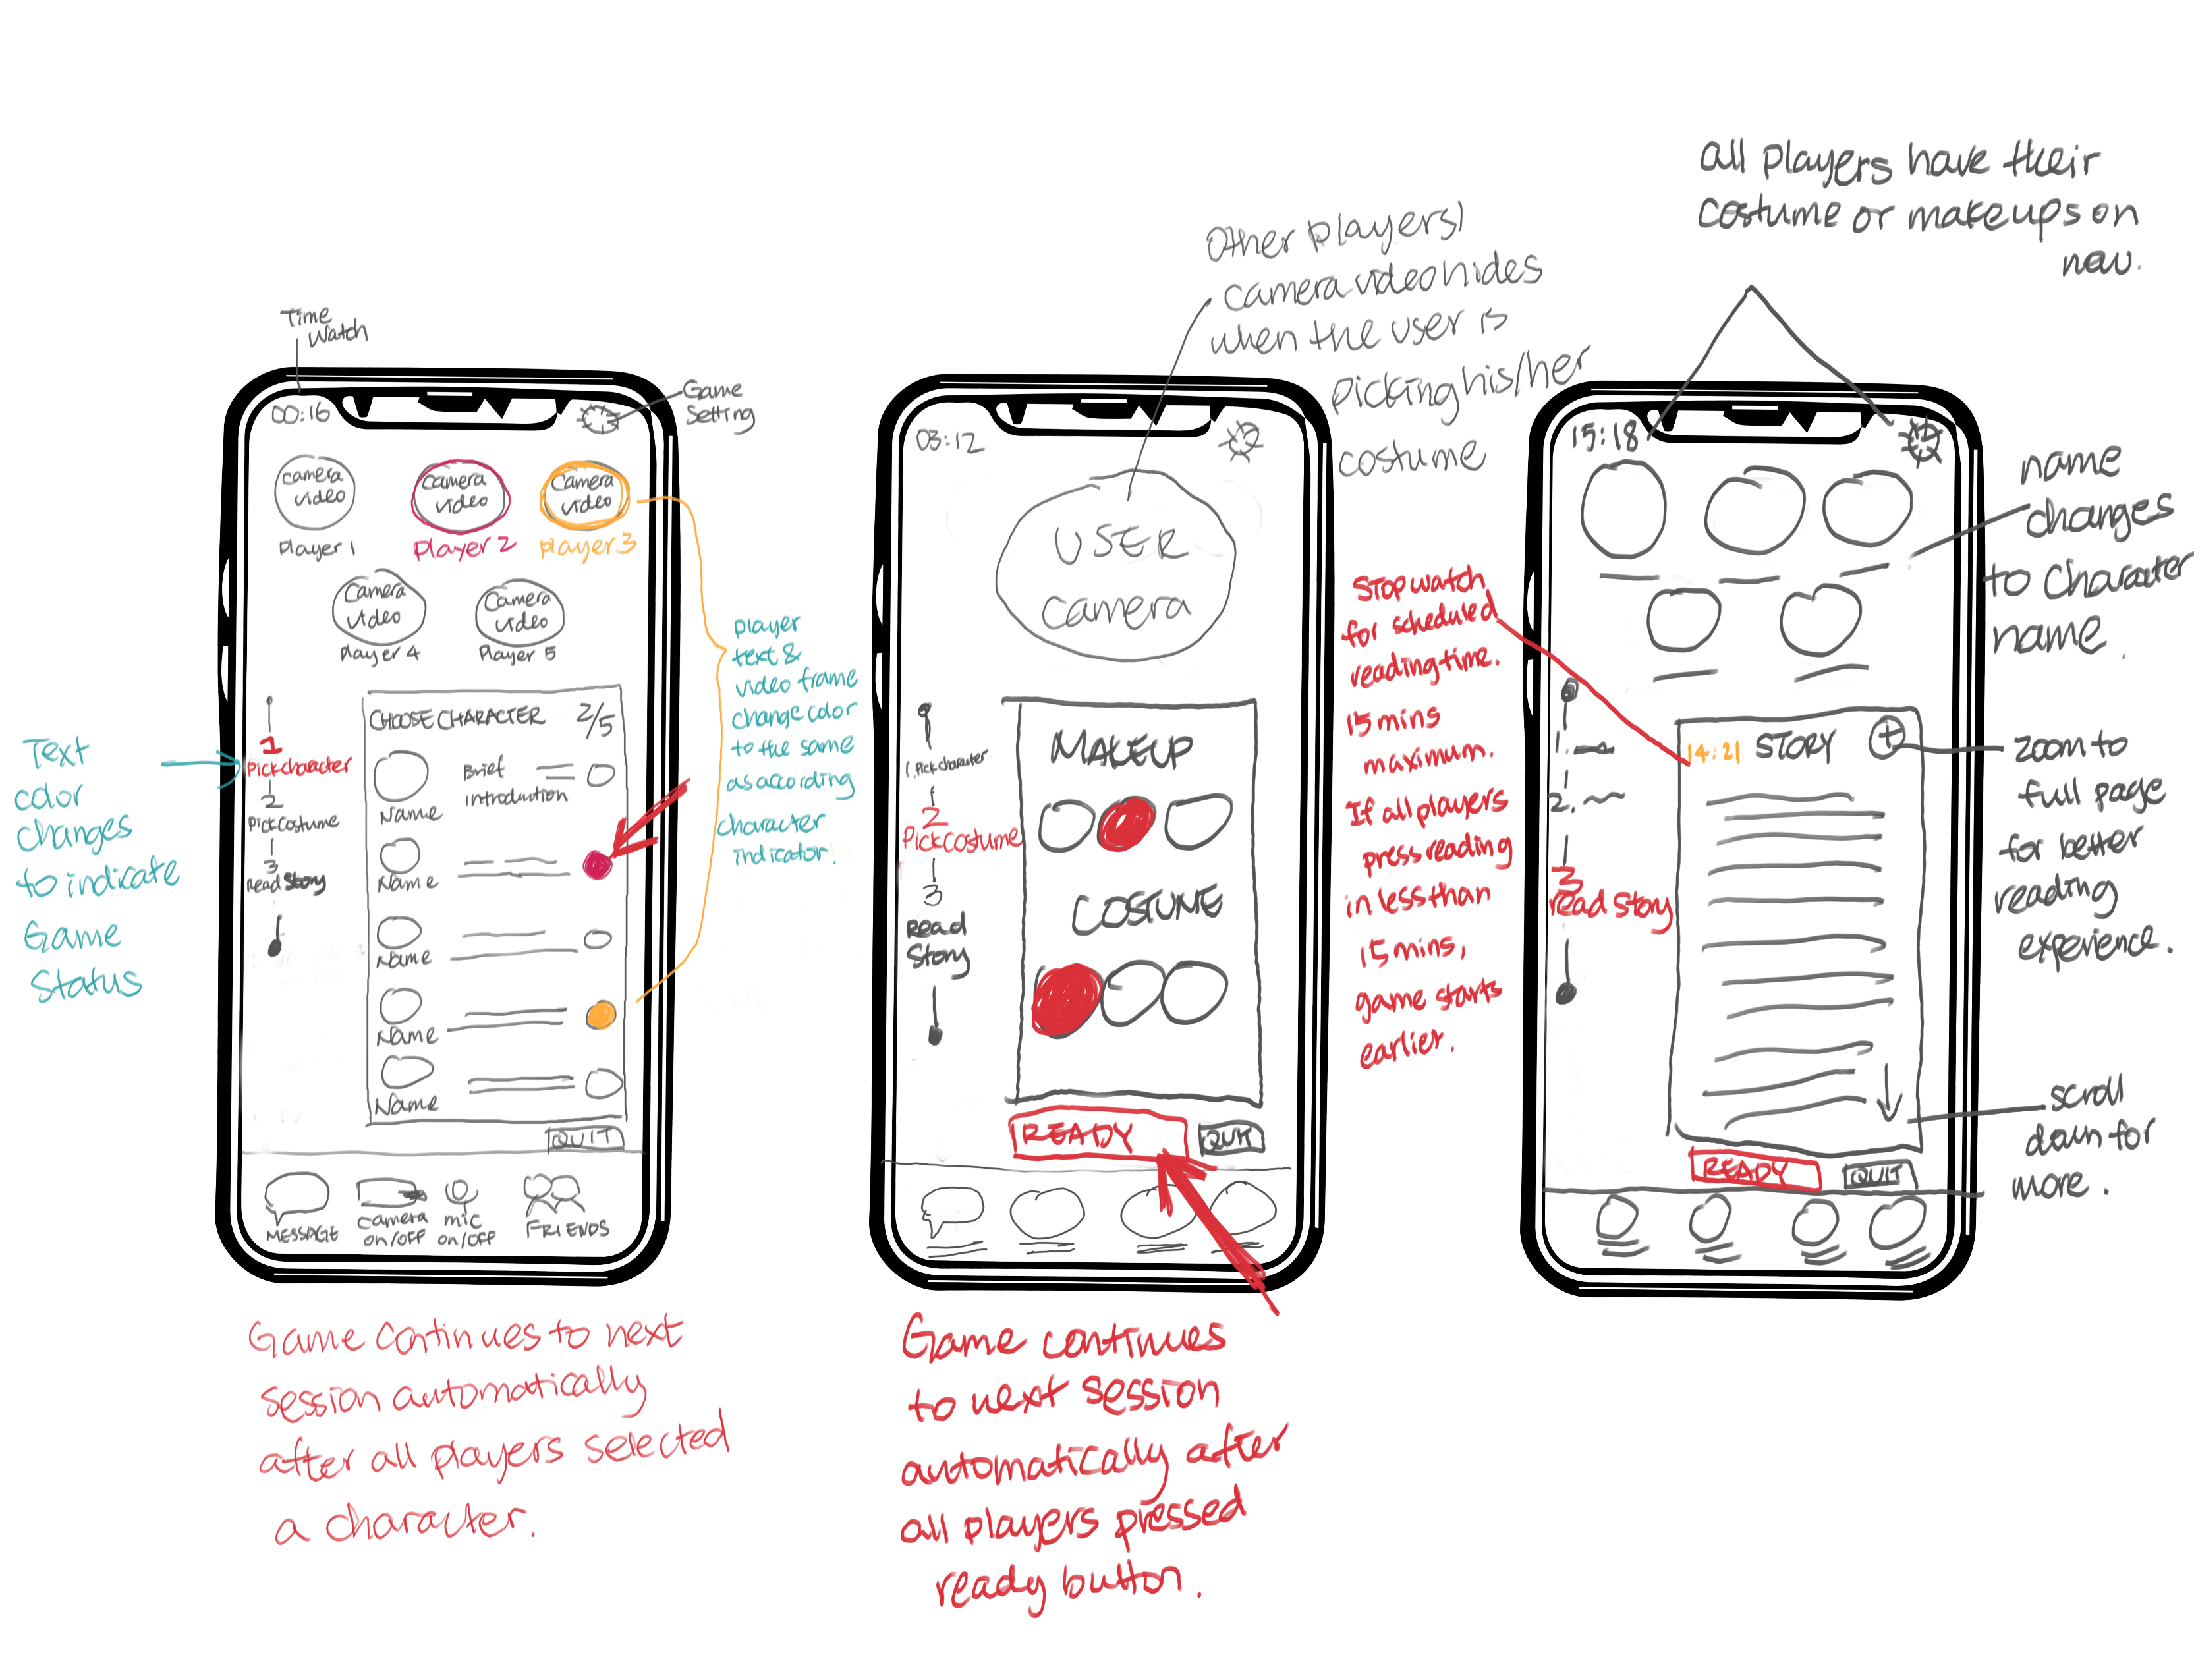 Time
Watch
00:16
Game
Setting
Camera
video
Player 1
Camera
video
Player 2
Camera
video
Player 3
Camera
video
Player 4
Camera
video
Player 5
Text
color
changes
to indicate
Game
Status
1
Pick character
2
Pick Costume
3
Read Story
CHOOSE CHARACTER 2/5
Brief
introduction
Name
Name
Name
Name
Name
QUIT
MESSAGE
Camera
on/off
mic
on/off
FRIENDS
player
text &
video frame
change color
to the same
as according
character
indicator.
Game continues to next
session automatically
after all players selected
a character.
Other players'
camera video hides
when the user is
picking his/her
costume
03:12
USER
Camera
1. Pick character
2
Pick Costume
3
Read
Story
MAKEUP
COSTUME
READY
QUIT
Game continues
to next session
automatically after
all players pressed
ready button.
all players have their
costume or makeups on
now.
15:18
Stop watch
for scheduled
reading time.
15 mins
maximum.
If all players
press reading
in less than
15 mins,
game starts
earlier.
1.
2.
3
read Story
14:21 STORY
READY
QUIT
name
changes
to Character
name.
zoom to
full page
for better
reading
experience.
scroll
down for
more.